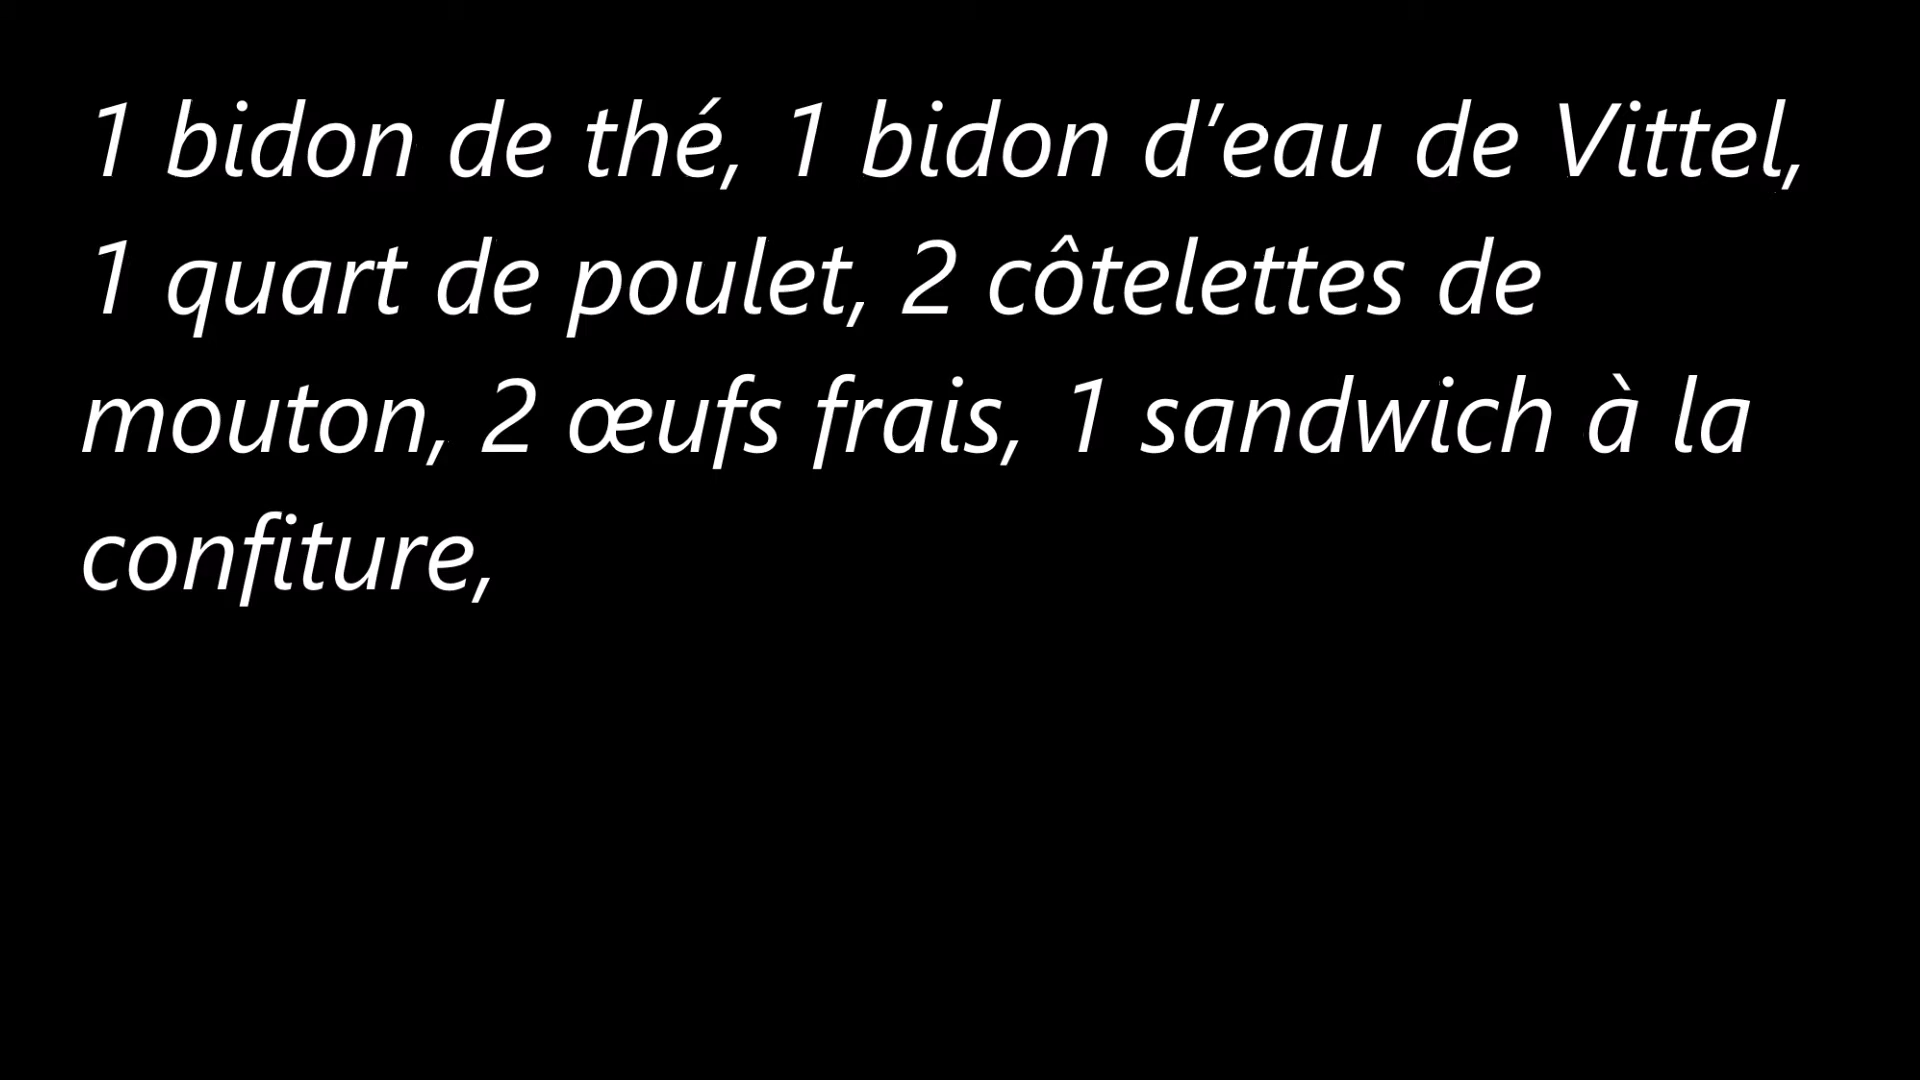 1 bidon de thé, 1 bidon d’eau de Vittel,
1 quart de poulet, 2 côtelettes de
mouton, 2 œufs frais, 1 sandwich à la
confiture,